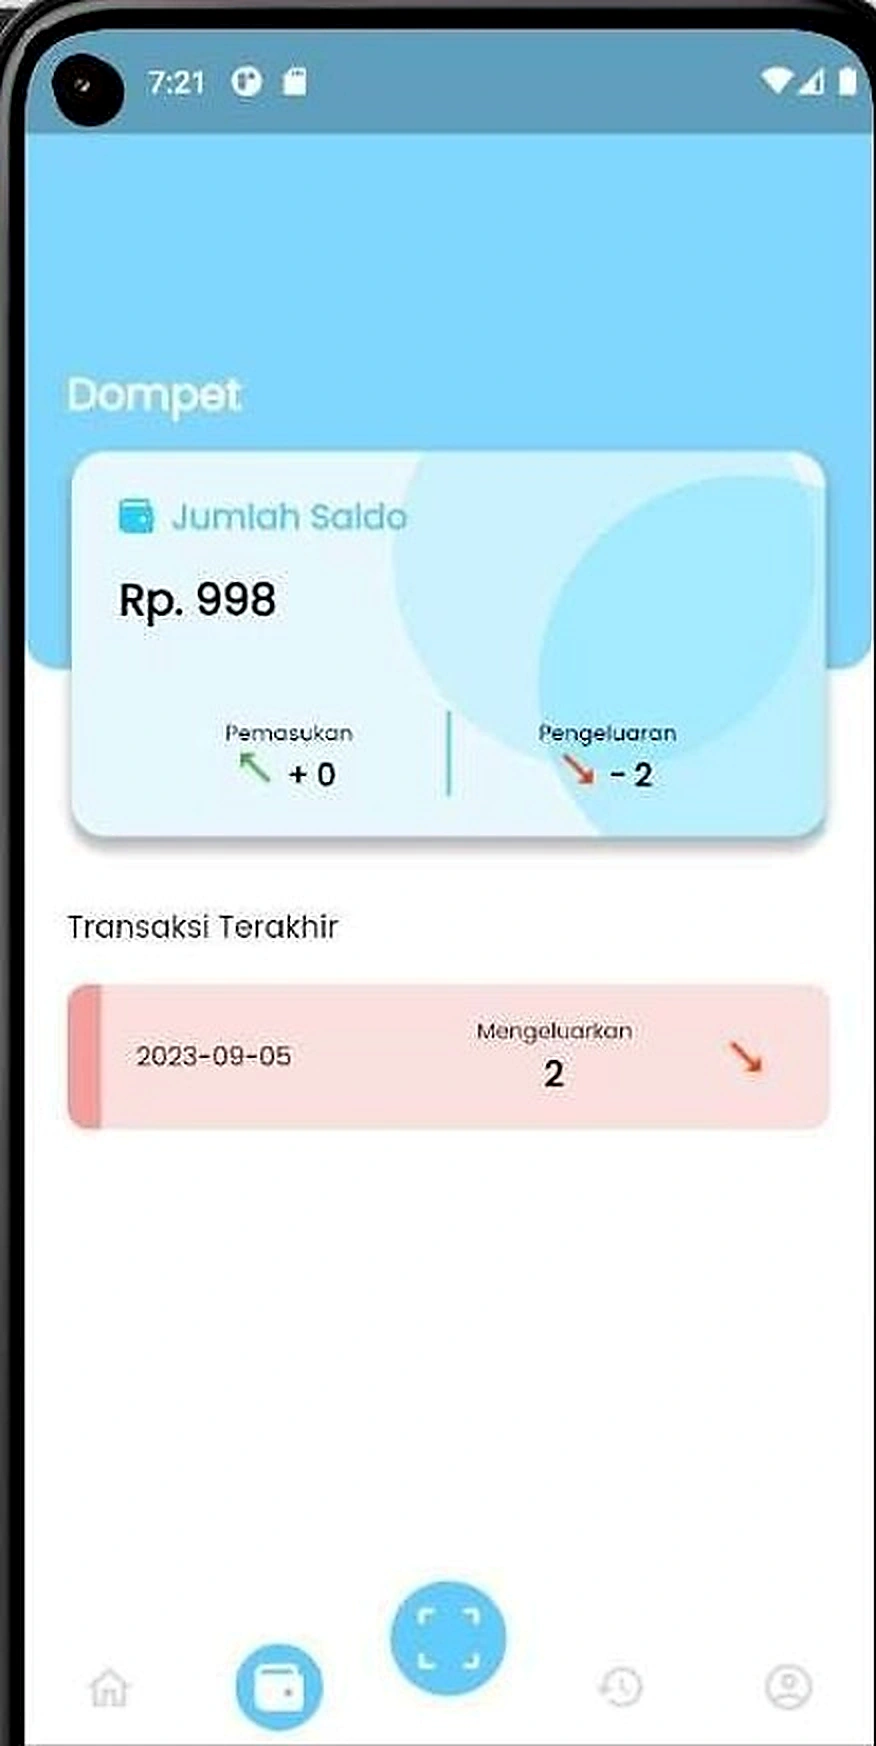 7:21
Dompet
Jumlah Saldo
Rp. 998
Pemasukan
+ 0
Pengeluaran
- 2
Transaksi Terakhir
2023-09-05
Mengeluarkan
2